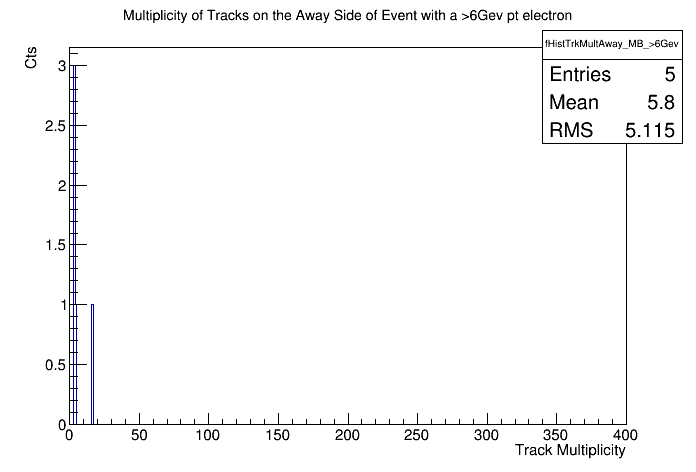 Multiplicity of Tracks on the Away Side of Event with a >6Gev pt electron
fHistTrkMultAway_MB_>6Gev
Entries 5
Mean 5.8
RMS 5.115
Cts
3
2.5
2
1.5
1
0.5
0
0 50 100 150 200 250 300 350 400
Track Multiplicity